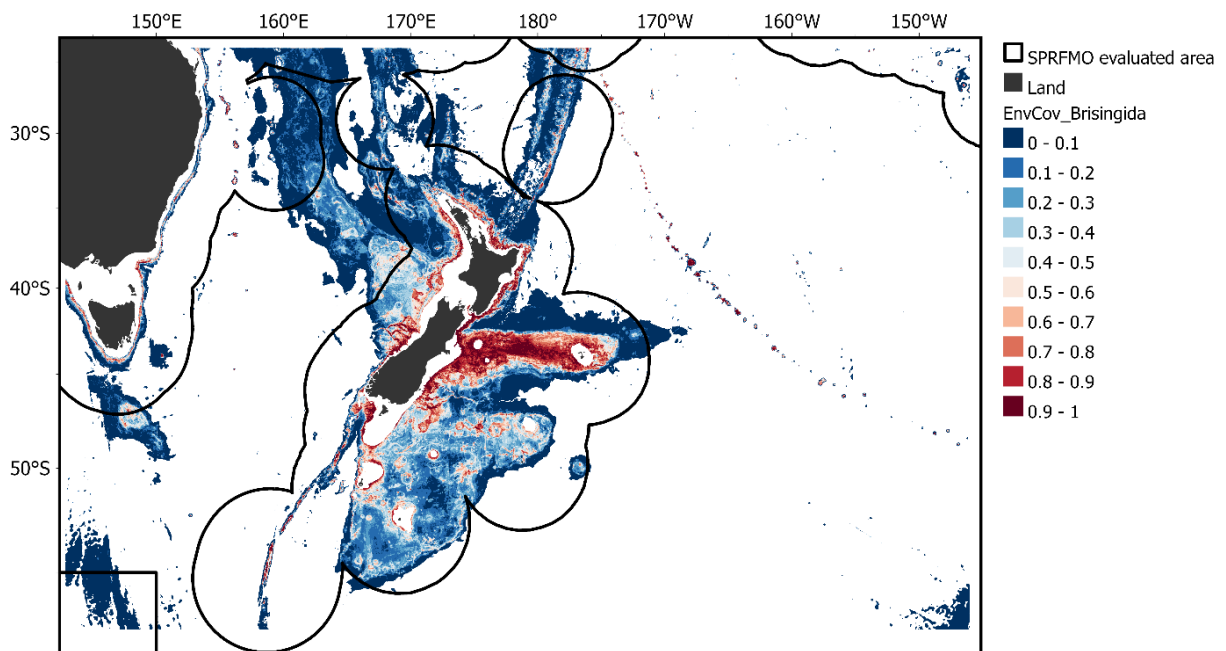 150°E 160°E 170°E 180° 170°W 160°W 150°W
30°S
40°S
50°S
SPRFMO evaluated area
Land
EnvCov_Brisingida
0 - 0.1
0.1 - 0.2
0.2 - 0.3
0.3 - 0.4
0.4 - 0.5
0.5 - 0.6
0.6 - 0.7
0.7 - 0.8
0.8 - 0.9
0.9 - 1